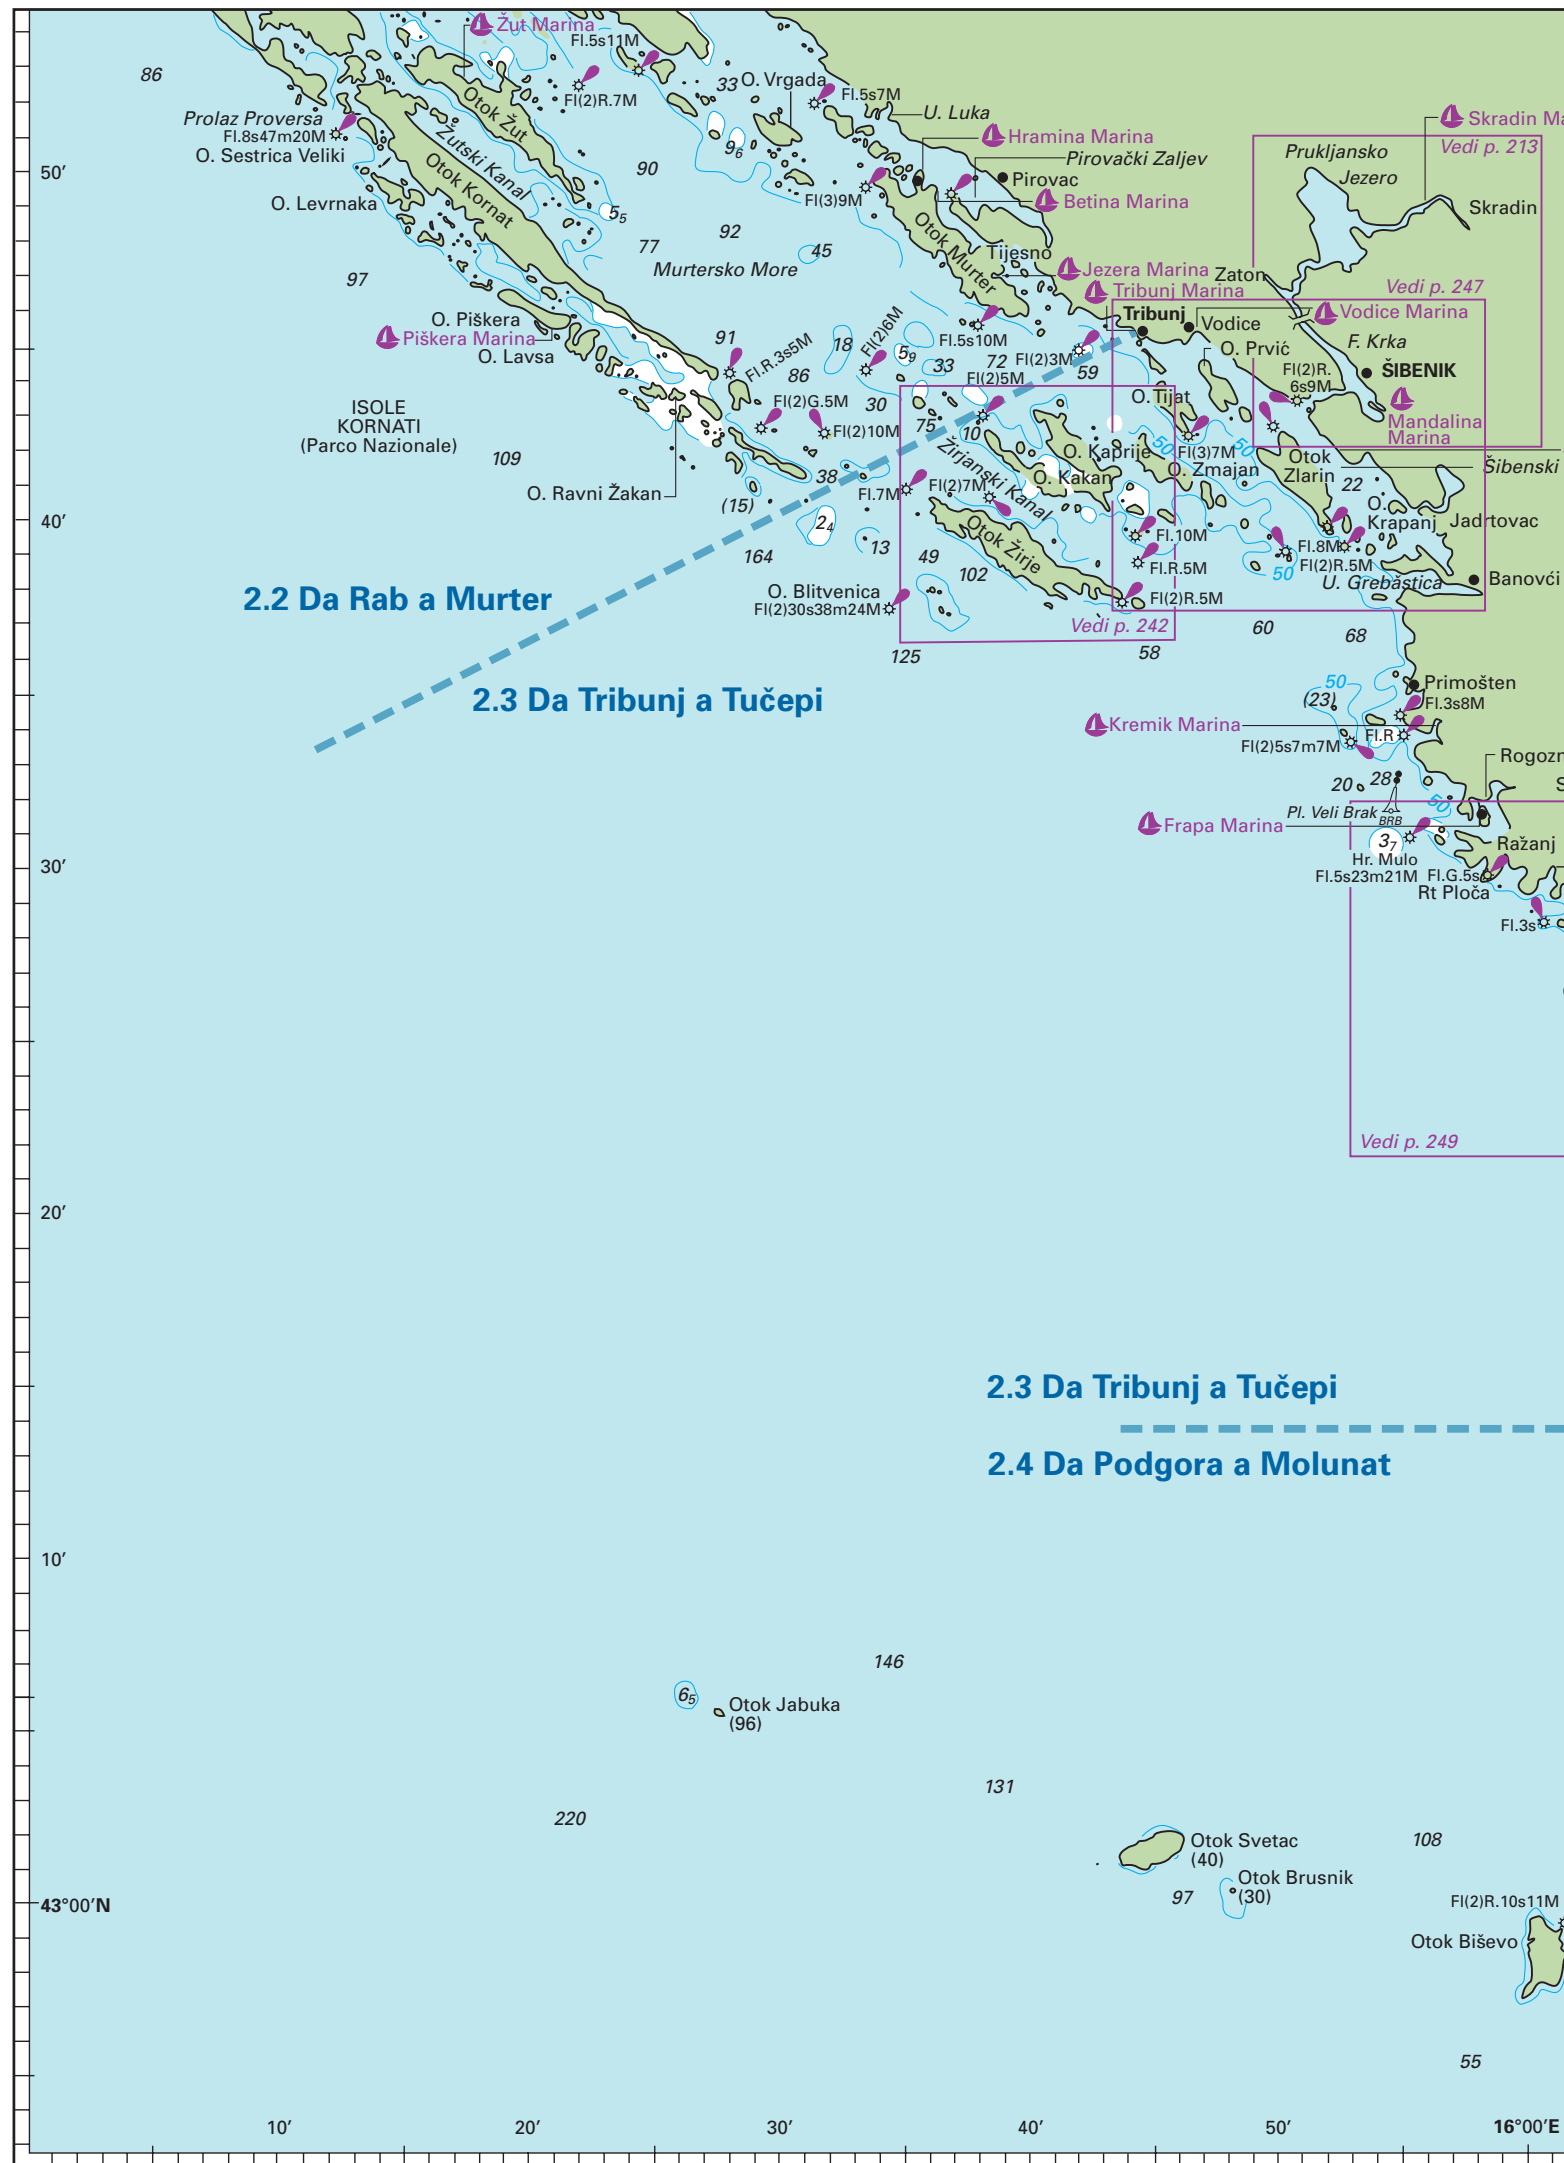 Žut Marina
Fl.5s11M
86
33
O. Vrgada
Fl(2)R.7M
Fl.5s7M
U. Luka
Skradin Ma
Otok Žut
Prolaz Proversa
Fl.8s47m20M
O. Sestrica Veliki
Žutski Kanal
96
Hramina Marina
Pirovački Zaljev
Vedi p. 213
Prukljansko
Jezero
50′
90
Pirovac
Otok Kornat
Fl(3)9M
Betina Marina
O. Levrnaka
55
Skradin
92
77
45
Otok Murter
Tijesno
Murtersko More
97
Jezera Marina
Zaton
Tribunj Marina
Vedi p. 247
O. Piškera
Piškera Marina
O. Lavsa
Tribunj
Vodice
Vodice Marina
91
Fl.R.3s5M
18
Fl(2)6M
Fl.5s10M
59
33
72
Fl(2)3M
59
O. Prvić
F. Krka
86
Fl(2)5M
Fl(2)R.
6s9M
ŠIBENIK
O. Tijat
ISOLE
KORNATI
(Parco Nazionale)
Fl(2)G.5M
30
Fl(2)10M
75
10
Mandalina
Marina
50
50
109
Žirjanski Kanal
O. Kaprije
Fl(3)7M
Otok
Zlarin
Šibenski
38
O. Kakan
O. Zmajan
22
O. Ravni Žakan
(15)
Fl.7M
Fl(2)7M
O.
Krapanj
Jadrtovac
40′
24
13
Otok Žirje
Fl.10M
Fl.8M
164
49
102
Fl.R.5M
Fl(2)R.5M
50
U. Grebăstica
Banovći
O. Blitvenica
Fl(2)30s38m24M
Fl(2)R.5M
2.2 Da Rab a Murter
Vedi p. 242
60
68
125
58
2.3 Da Tribunj a Tučepi
50
(23)
Primošten
Fl.3s8M
Kremik Marina
Fl.R
Fl(2)5s7m7M
Rogozn
20
28
S
50
Pl. Veli Brak
BRB
Frapa Marina
37
Ražanj
Hr. Mulo
Fl.5s23m21M
Fl.G.5s
Rt Ploča
30′
Fl.3s
Vedi p. 249
20′
2.3 Da Tribunj a Tučepi
2.4 Da Podgora a Molunat
10′
146
65
Otok Jabuka
(96)
131
220
Otok Svetac
(40)
108
Otok Brusnik
(30)
97
43°00′N
Fl(2)R.10s11M
Otok Biševo
55
10′
20′
30′
40′
50′
16°00′E